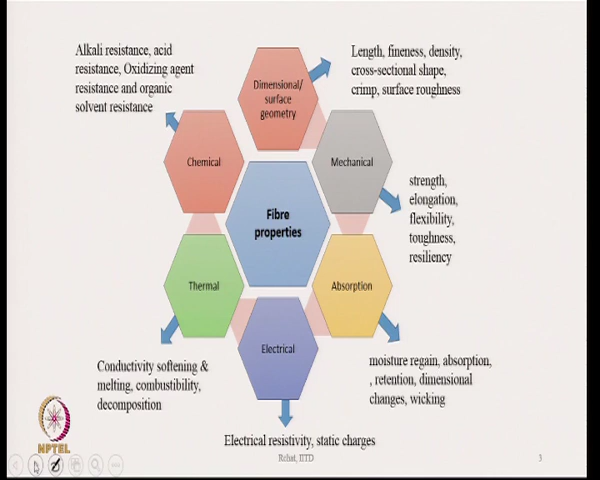 Alkali resistance, acid
resistance, Oxidizing agent
resistance and organic
solvent resistance
Length, fineness, density,
cross-sectional shape,
crimp, surface roughness
Dimensional/
surface
geometry
Chemical
Mechanical
strength,
elongation,
flexibility,
toughness,
resiliency
Fibre
properties
Thermal
Absorption
Electrical
Conductivity softening &
melting, combustibility,
decomposition
moisture regain, absorption,
, retention, dimensional
changes, wicking
Electrical resistivity, static charges
NPTEL
Rchat, IITD
3